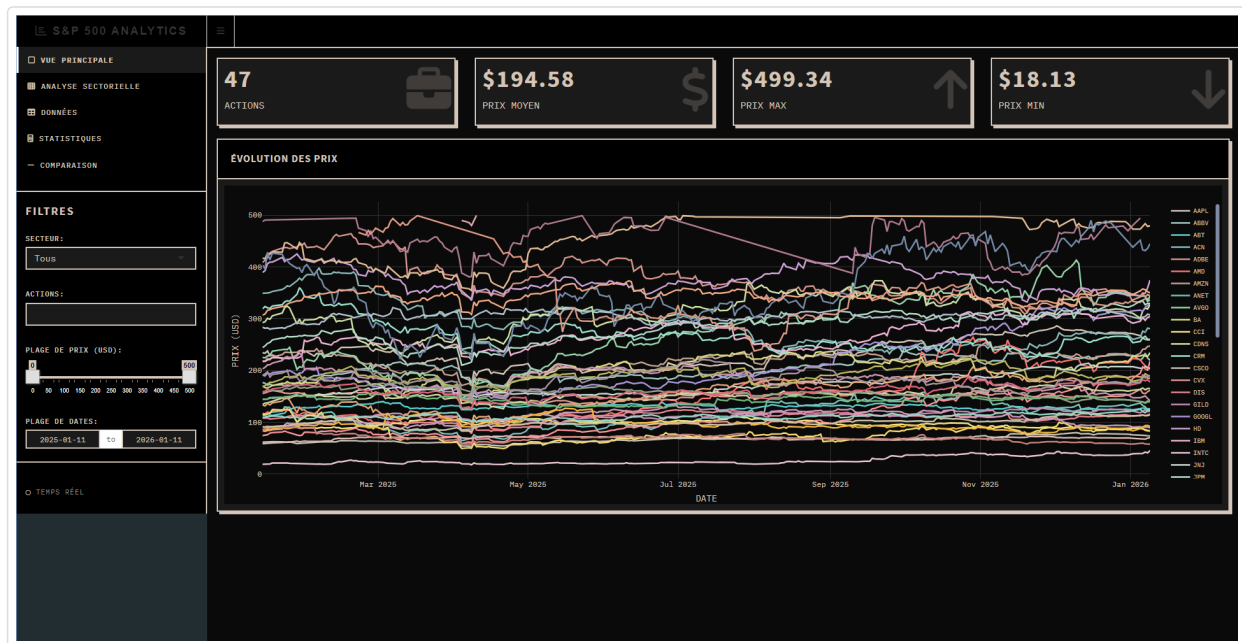 S&P 500 ANALYTICS
VUE PRINCIPALE
ANALYSE SECTORIELLE
DONNÉES
STATISTIQUES
COMPARAISON
FILTRES
SECTEUR:
Tous
ACTIONS:
PLAGE DE PRIX (USD):
0 500
0 50 100 150 200 250 300 350 400 450 500
PLAGE DE DATES:
2025-01-11 to 2026-01-11
TEMPS RÉEL
47
ACTIONS
$194.58
PRIX MOYEN
$499.34
PRIX MAX
$18.13
PRIX MIN
ÉVOLUTION DES PRIX
500
400
300
200
100
0
PRIX (USD)
Mar 2025 May 2025 Jul 2025 Sep 2025 Nov 2025 Jan 2026
DATE
AAPL
ABBV
ABT
ACN
ADBE
AMD
AMZN
ANET
AVGO
BA
CCI
CDNS
CRM
CSCO
CVX
DIS
GILD
GOOGL
HD
IBM
INTC
JNJ
JPM